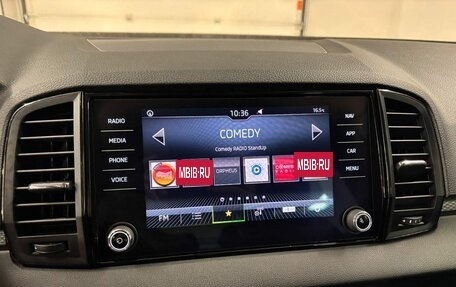 10:36
16.5°C
RADIO
NAV
COMEDY
MEDIA
APP
Comedy RADIO StandUp
PHONE
CAR
MBIB·RU
ORPHEUS
MBIB·RU
VOICE
MENU
FM